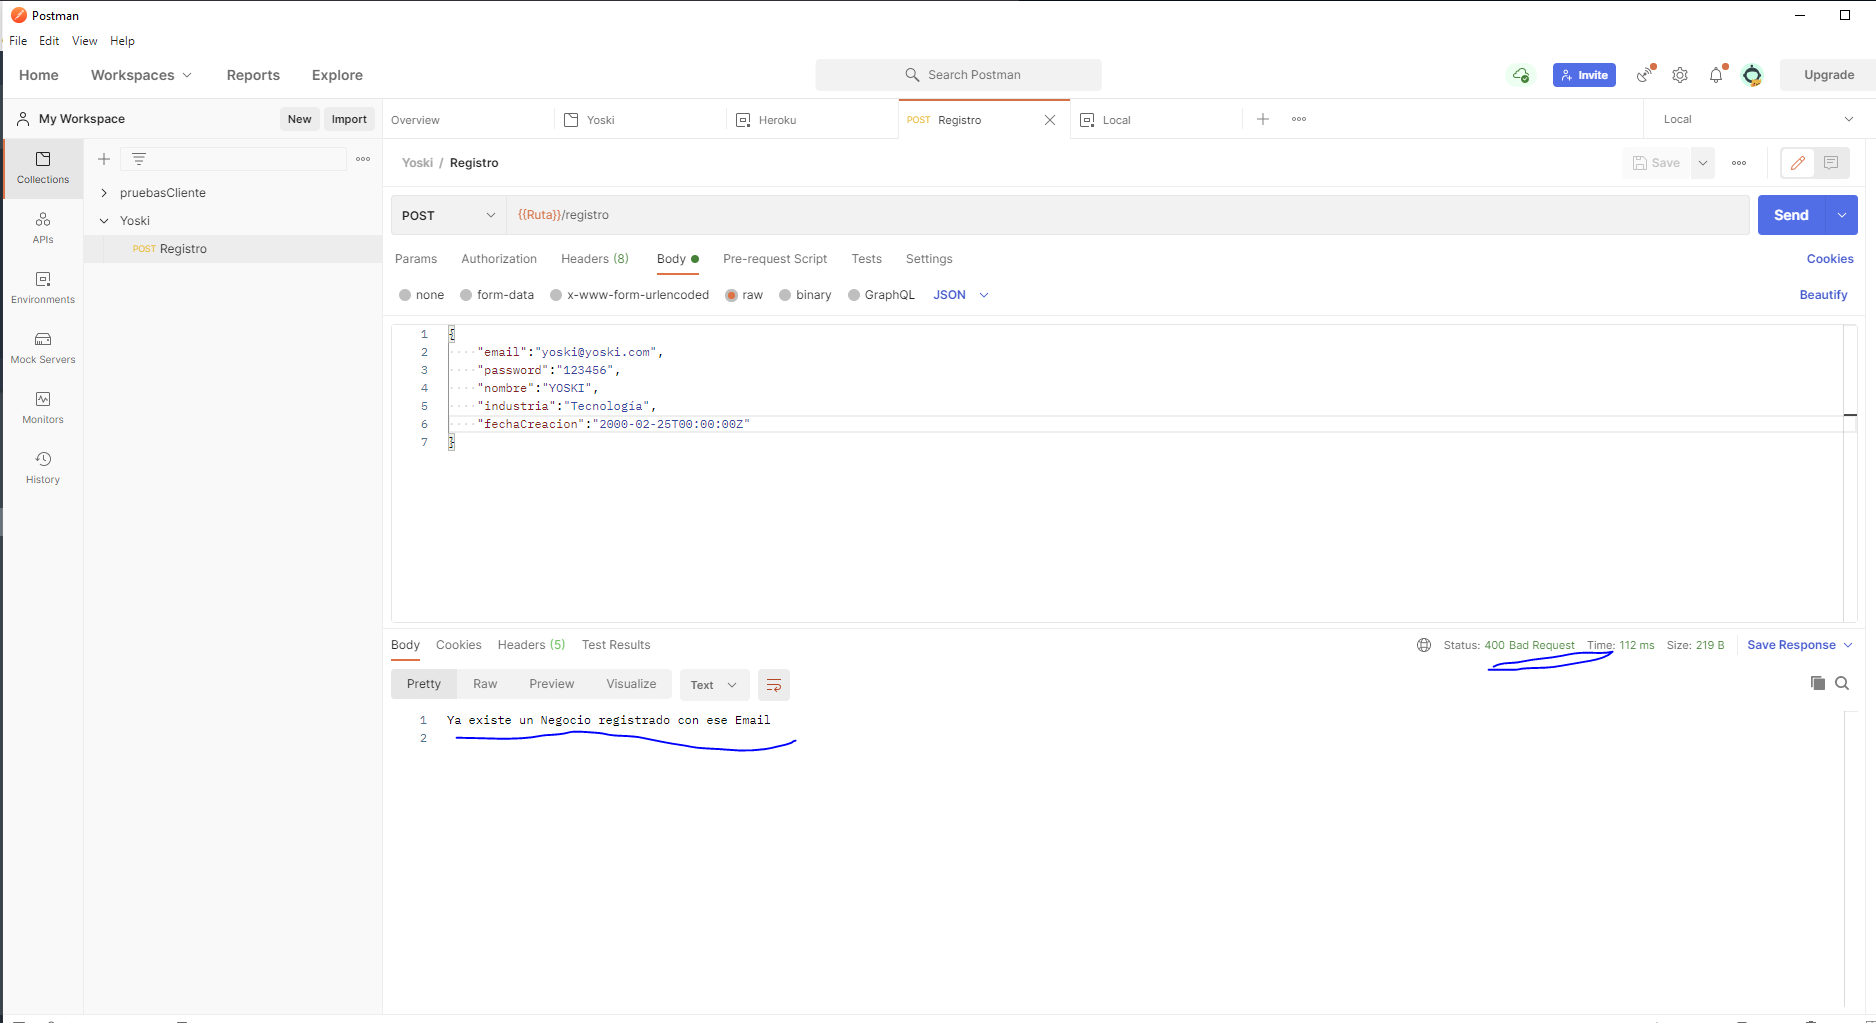 Postman
File Edit View Help
Home Workspaces Reports Explore Search Postman Invite Upgrade
My Workspace New Import Overview Yoski Heroku POST Registro Local Local
Collections
APIs
Environments
Mock Servers
Monitors
History
pruebasCliente
Yoski
POST Registro
Yoski / Registro Save
POST {{Ruta}}/registro Send
Params Authorization Headers (8) Body Pre-request Script Tests Settings Cookies
none form-data x-www-form-urlencoded raw binary GraphQL JSON Beautify
1 {
2 "email":"yoski@yoski.com",
3 "password":"123456",
4 "nombre":"YOSKI",
5 "industria":"Tecnología",
6 "fechaCreacion":"2000-02-25T00:00:00Z"
7 }
Body Cookies Headers (5) Test Results Status: 400 Bad Request Time: 112 ms Size: 219 B Save Response
Pretty Raw Preview Visualize Text
1 Ya existe un Negocio registrado con ese Email
2